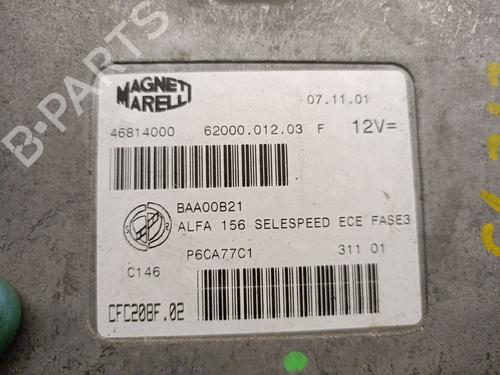 B-PARTS
MAGNETI
MARELLI
07.11.01
46814000 62000.012.03 F 12V=
BAA00B21
ALFA 156 SELESPEED ECE FASE3
P6CA77C1 311 01
C146
CFC208F.02